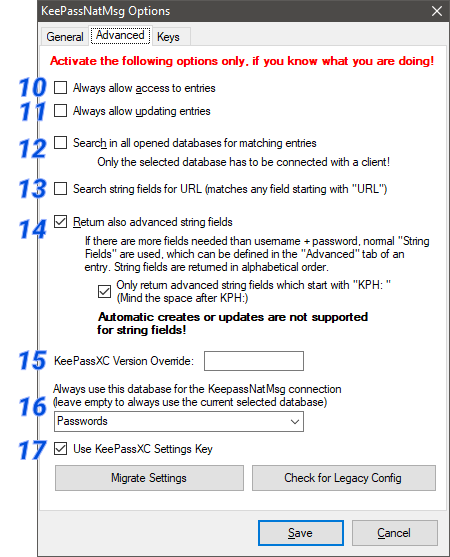 KeePassNatMsg Options
General Advanced Keys
Activate the following options only, if you know what you are doing!
10 Always allow access to entries
11 Always allow updating entries
12 Search in all opened databases for matching entries
Only the selected database has to be connected with a client!
13 Search string fields for URL (matches any field starting with "URL")
14 Return also advanced string fields
If there are more fields needed than username + password, normal "String
Fields" are used, which can be defined in the "Advanced" tab of an
entry. String fields are returned in alphabetical order.
Only return advanced string fields which start with "KPH: "
(Mind the space after KPH:)
Automatic creates or updates are not supported
for string fields!
15 KeePassXC Version Override:
Always use this database for the KeepassNatMsg connection
16 (leave empty to always use the current selected database)
Passwords
17 Use KeePassXC Settings Key
Migrate Settings Check for Legacy Config
Save Cancel